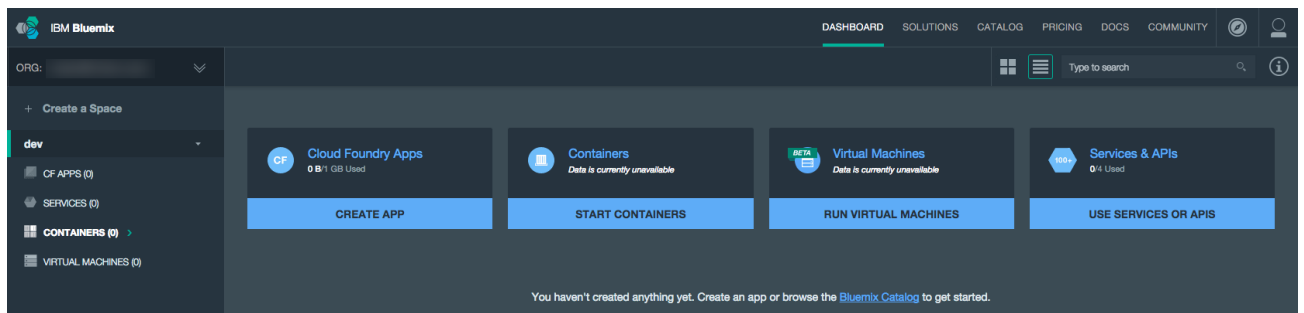 IBM Bluemix
DASHBOARD SOLUTIONS CATALOG PRICING DOCS COMMUNITY
ORG:
Type to search
+ Create a Space
dev
CF APPS (0)
SERVICES (0)
CONTAINERS (0) >
VIRTUAL MACHINES (0)
CF
Cloud Foundry Apps
0 B/1 GB Used
CREATE APP
Containers
Data is currently unavailable
START CONTAINERS
BETA
Virtual Machines
Data is currently unavailable
RUN VIRTUAL MACHINES
100+
Services & APIs
0/4 Used
USE SERVICES OR APIS
You haven't created anything yet. Create an app or browse the Bluemix Catalog to get started.